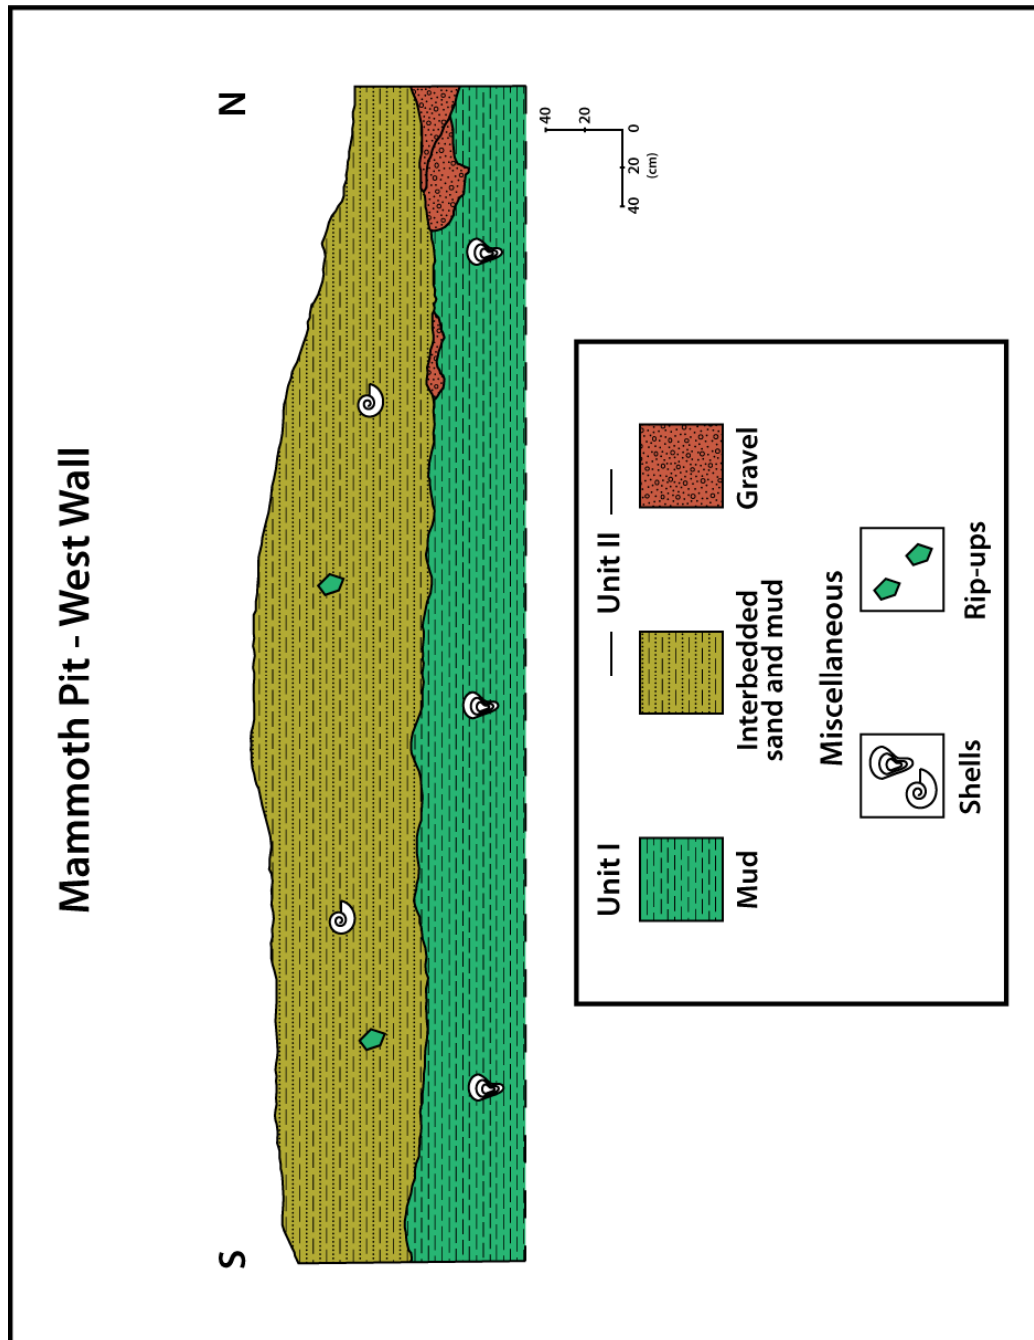 Mammoth Pit - West Wall
S
N
40
20
0
20
40
(cm)
Unit I
Unit II
Mud
Interbedded
sand and mud
Gravel
Miscellaneous
Shells
Rip-ups